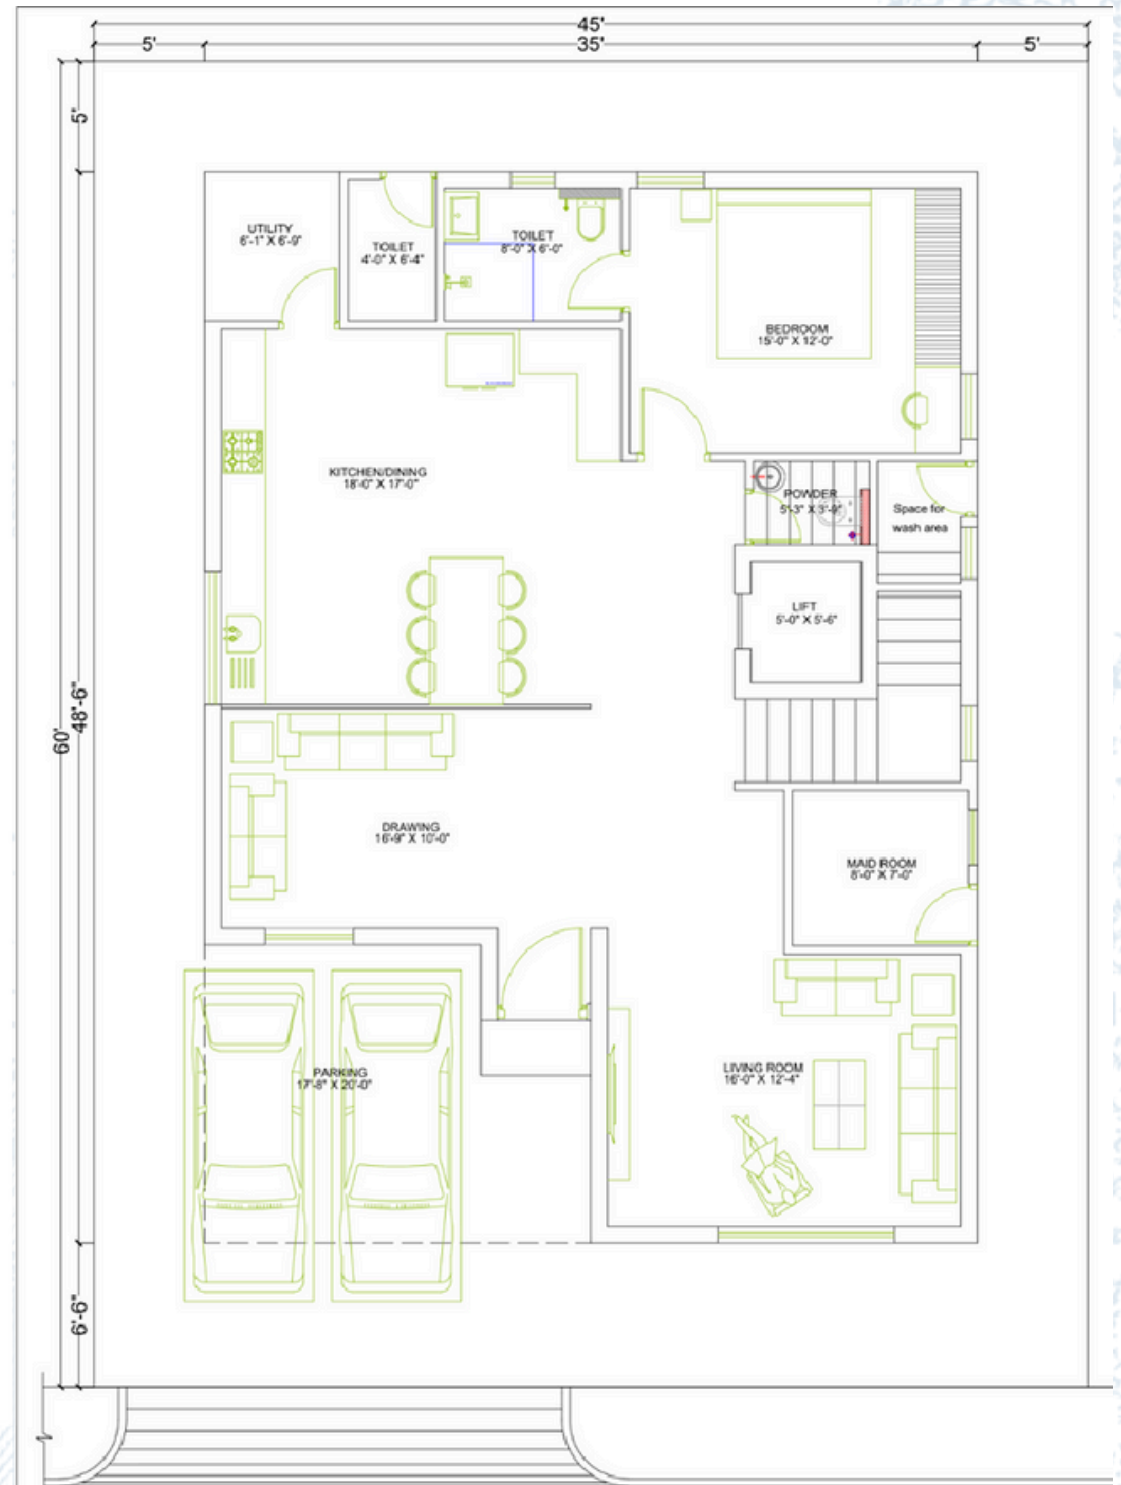 45'
5'
35'
5'
5'
60'
48'-6"
6'-6"
UTILITY
6'-1" X 6'-9"
TOILET
4'-0" X 6'-4"
TOILET
8'-0" X 6'-0"
BEDROOM
15'-0" X 12'-0"
KITCHEN/DINING
18'-0" X 17'-0"
POWDER
5'-3" X 3'-9"
Space for
wash area
LIFT
5'-0" X 5'-6"
DRAWING
16'-9" X 10'-0"
MAID ROOM
8'-0" X 7'-0"
PARKING
17'-8" X 20'-0"
LIVING ROOM
16'-0" X 12'-4"